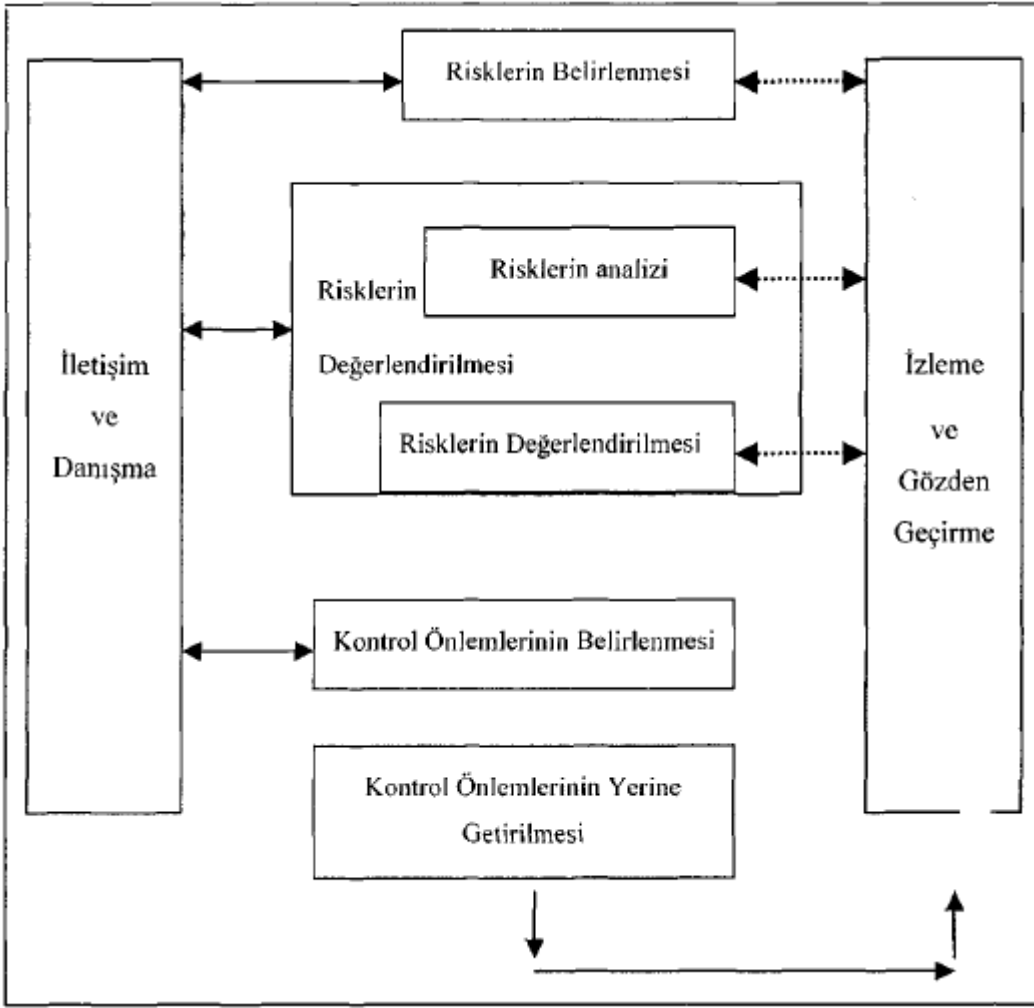 Risklerin Belirlenmesi
İletişim
ve
Danışma
Risklerin
Değerlendirilmesi
Risklerin analizi
Risklerin Değerlendirilmesi
İzleme
ve
Gözden
Geçirme
Kontrol Önlemlerinin Belirlenmesi
Kontrol Önlemlerinin Yerine
Getirilmesi